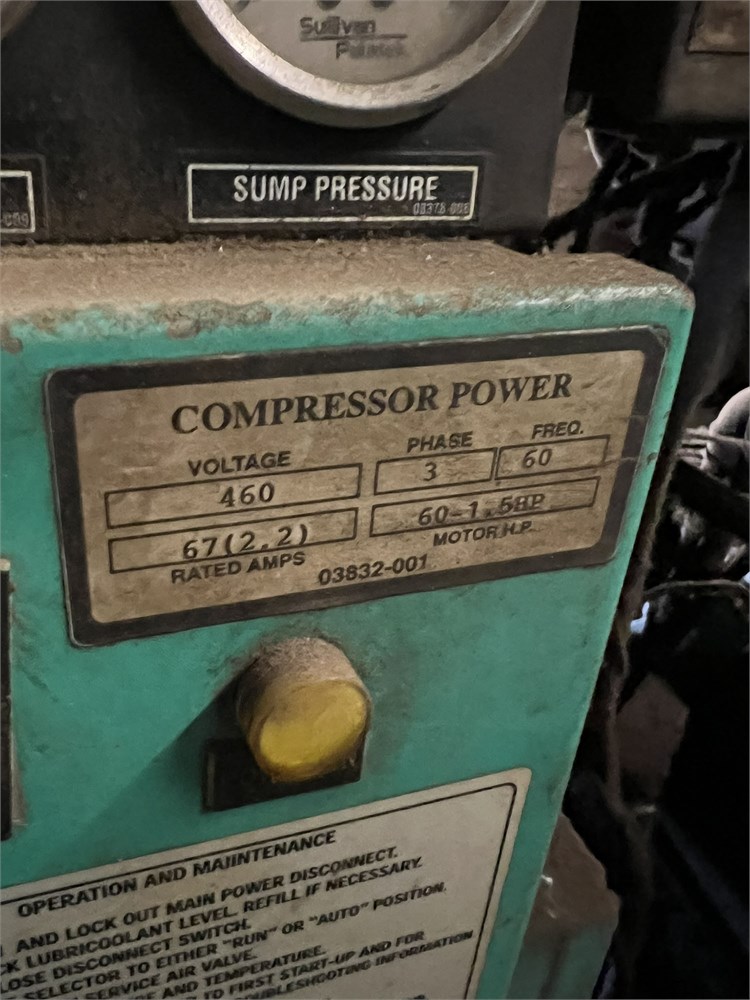 Sullivan
Palatek
SUMP PRESSURE
COMPRESSOR POWER
VOLTAGE
PHASE
FREQ.
460
3
60
67(2.2)
60-1.5HP
RATED AMPS
MOTOR H.P.
03832-001
OPERATION AND MAIINTENANCE
AND LOCK OUT MAIN POWER DISCONNECT.
LUBRICOOLANT LEVEL. REFILL IF NECESSARY.
DISCONNECT SWITCH.
SELECTOR TO EITHER "RUN" OR "AUTO" POSITION.
SERVICE AIR VALVE.
AND TEMPERATURE.
TO FIRST START-UP AND FOR
INFORMATION